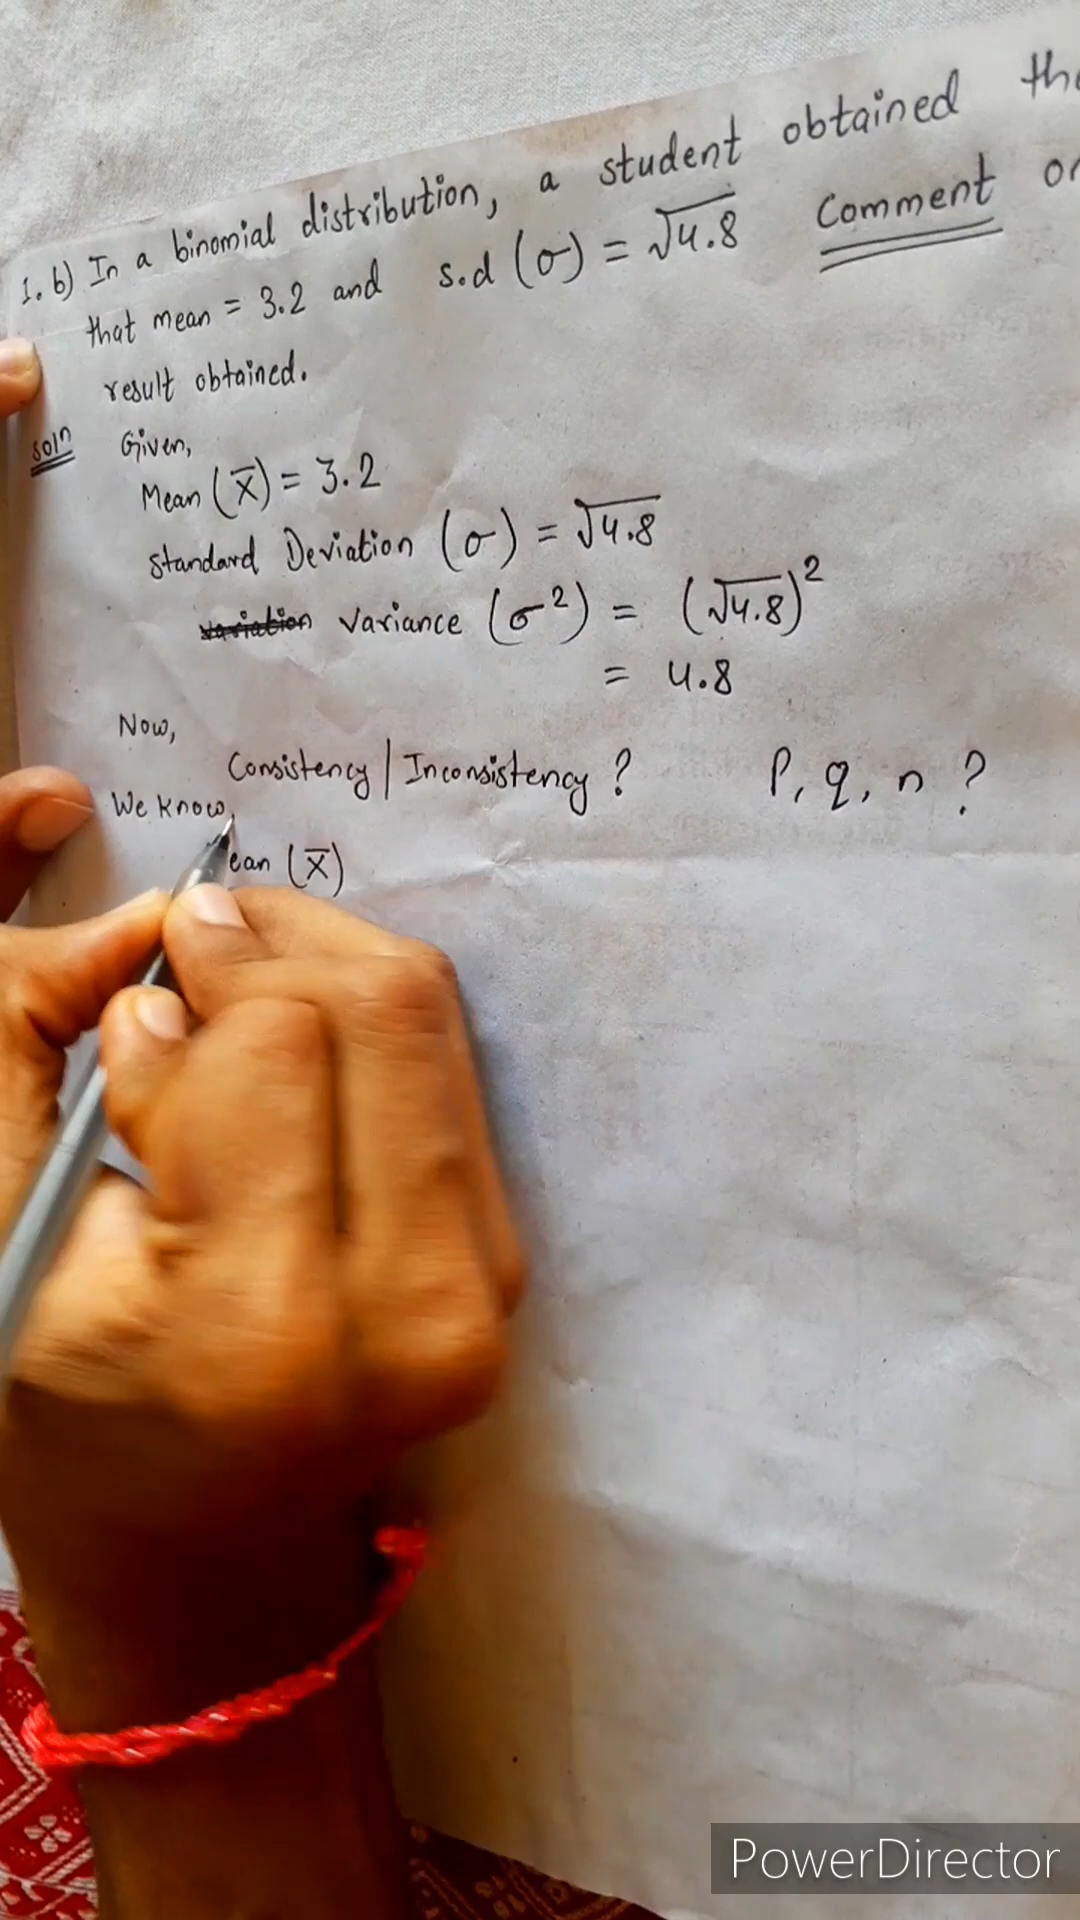 1. b) In a binomial distribution, a student obtained
that mean = 3.2 and s.d (σ) = √4.8 Comment
result obtained.
Soln Given,
Mean (x̄) = 3.2
Standard Deviation (σ) = √4.8
variation variance (σ²) = (√4.8)²
= 4.8
Now,
Consistency / Inconsistency ? P, q, n ?
We know,
ean (x̄)
PowerDirector